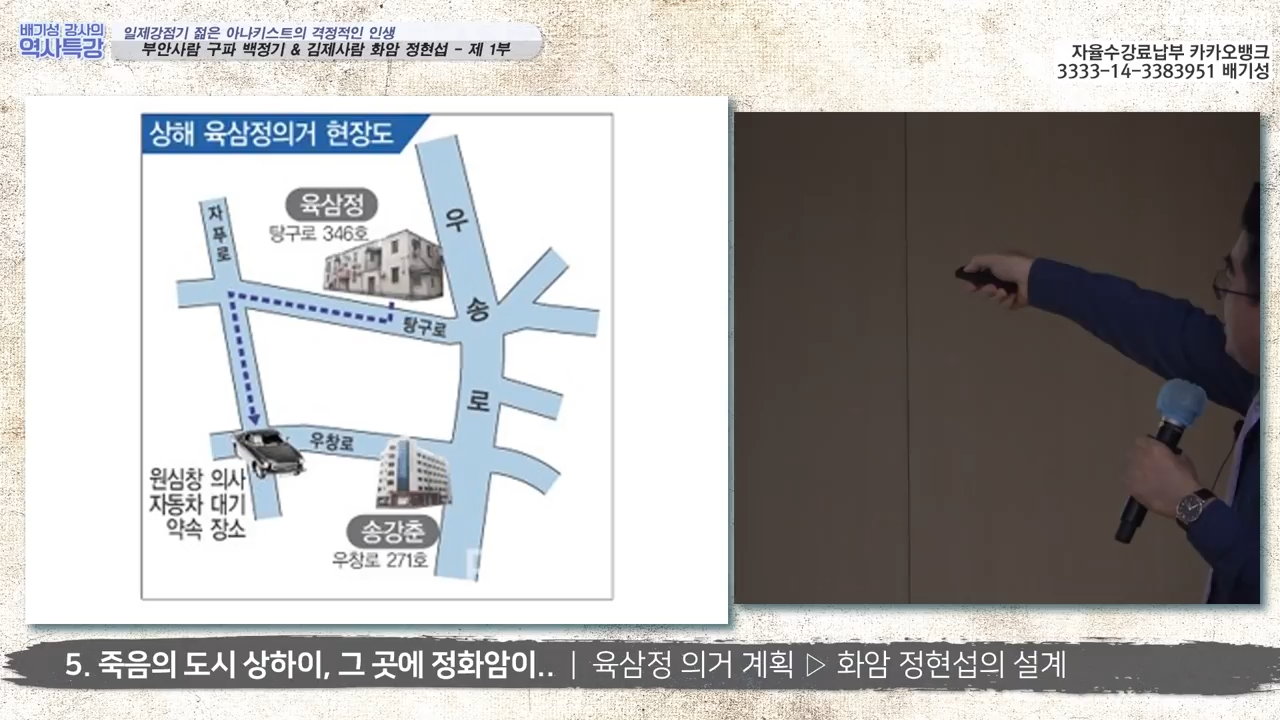 배기성 강사의
역사특강
일제강점기 젊은 아나키스트의 격정적인 인생
부안사람 구파 백정기 & 김제사람 화암 정현섭 - 제 1부
자율수강료납부 카카오뱅크
3333-14-3383951 배기성
상해 육삼정의거 현장도
육삼정
탕구로 346호
자푸로
우송로
탕구로
우창로
원심창 의사
자동차 대기
약속 장소
송강춘
우창로 271호
5. 죽음의 도시 상하이, 그 곳에 정화암이.. | 육삼정 의거 계획 ▷ 화암 정현섭의 설계